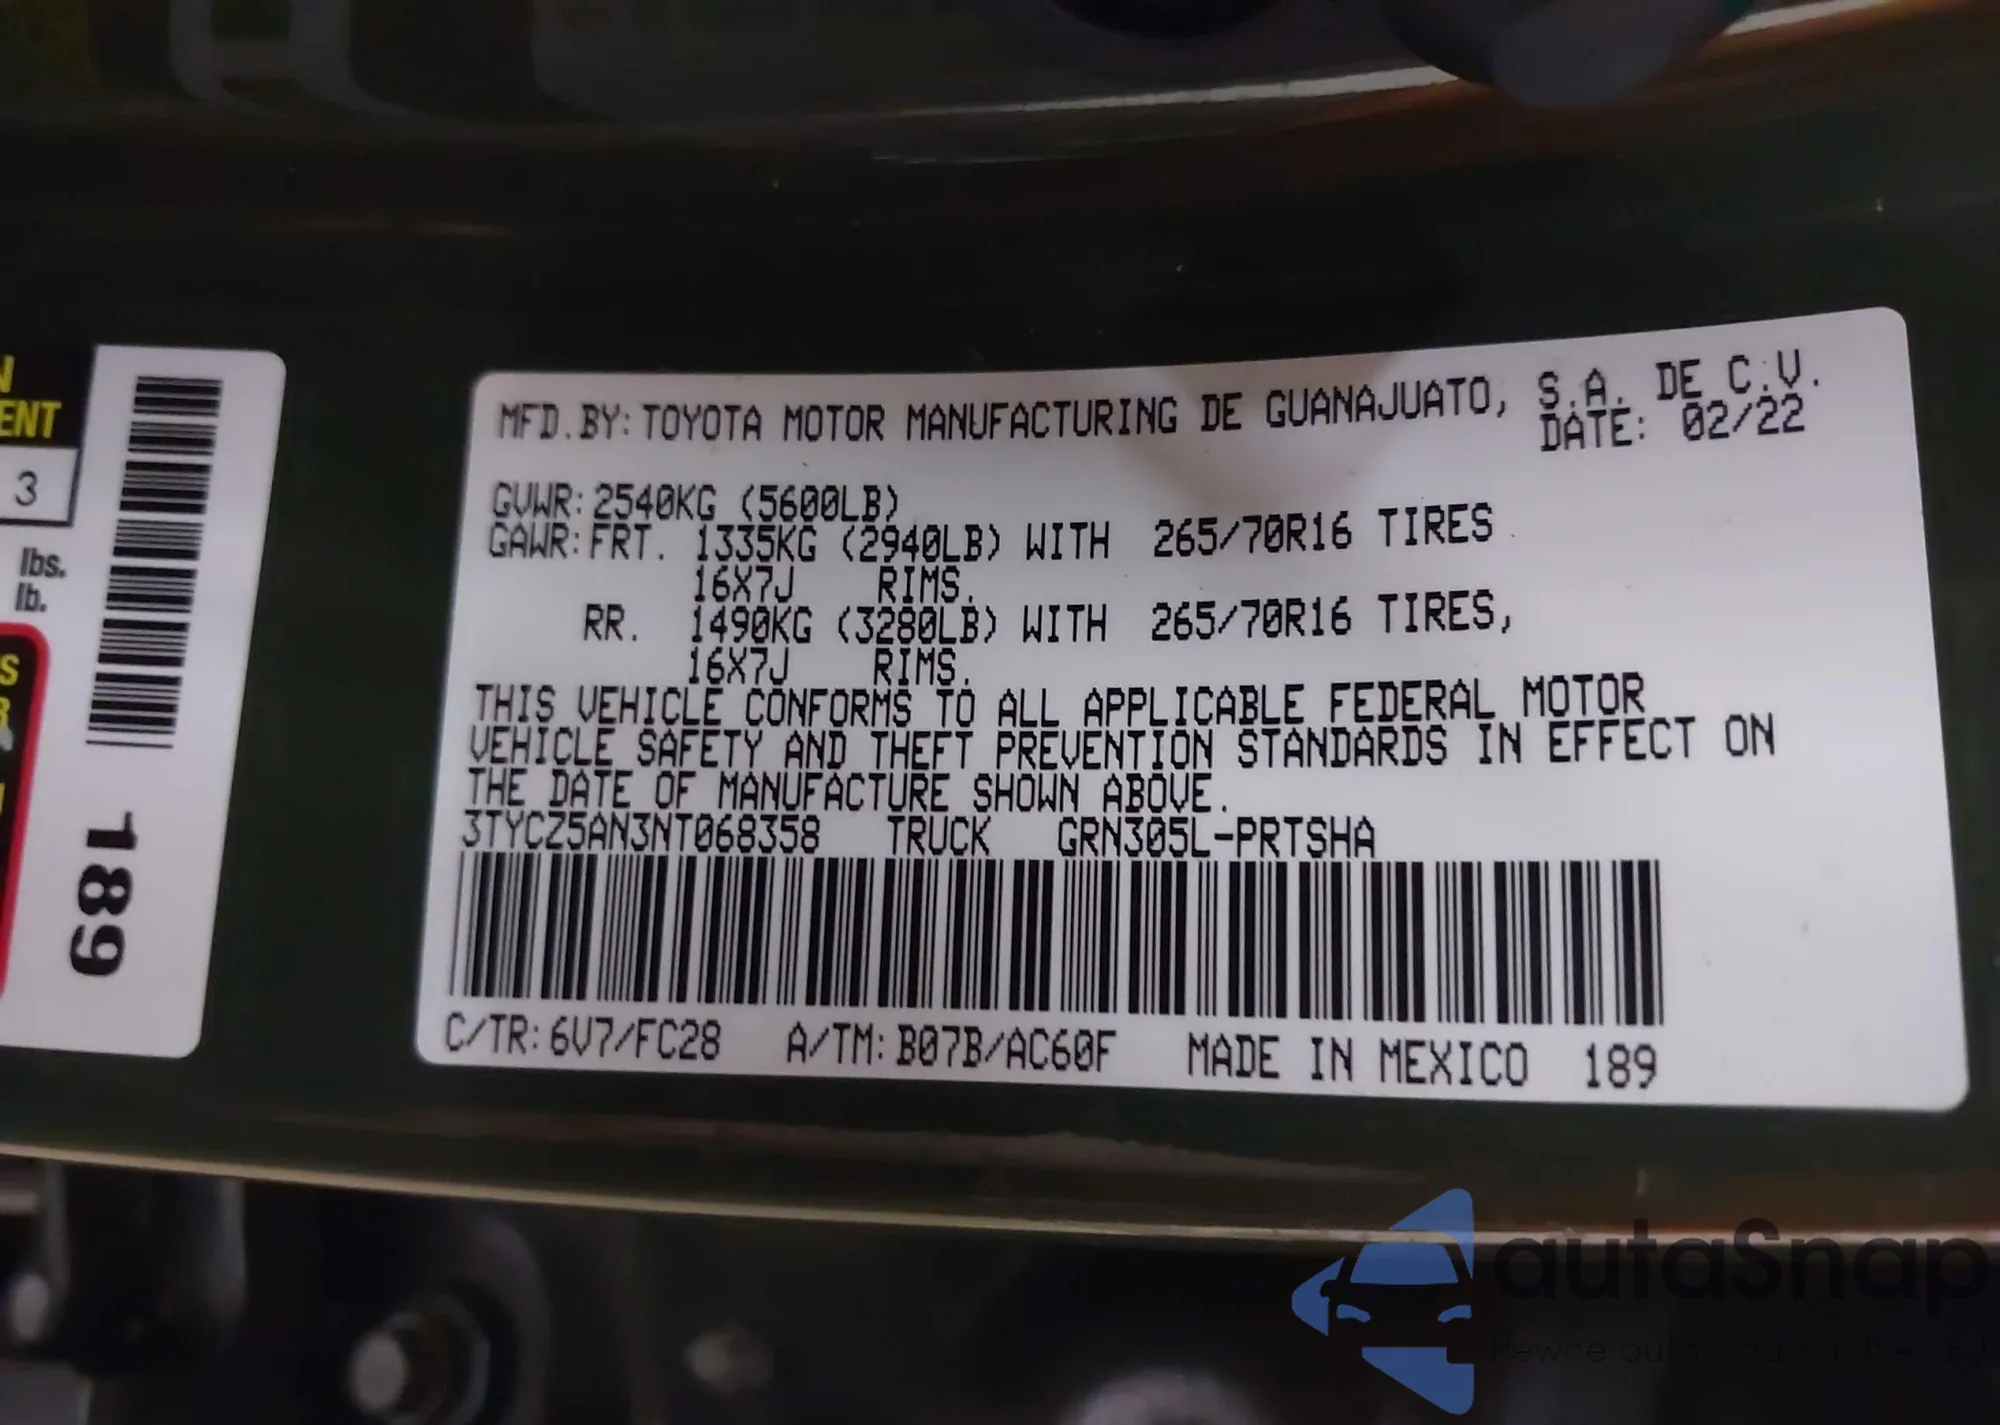 MFD.BY: TOYOTA MOTOR MANUFACTURING DE GUANAJUATO, S.A. DE C.V.
DATE: 02/22
GVWR: 2540KG (5600LB)
GAWR: FRT. 1335KG (2940LB) WITH 265/70R16 TIRES
16X7J RIMS.
RR. 1490KG (3280LB) WITH 265/70R16 TIRES,
16X7J RIMS.
THIS VEHICLE CONFORMS TO ALL APPLICABLE FEDERAL MOTOR
VEHICLE SAFETY AND THEFT PREVENTION STANDARDS IN EFFECT ON
THE DATE OF MANUFACTURE SHOWN ABOVE.
3TYCZ5AN3NT068358 TRUCK GRN305L-PRTSHA
C/TR: 6V7/FC28 A/TM: B07B/AC60F MADE IN MEXICO 189
3
lbs.
lb.
189
autaSnap